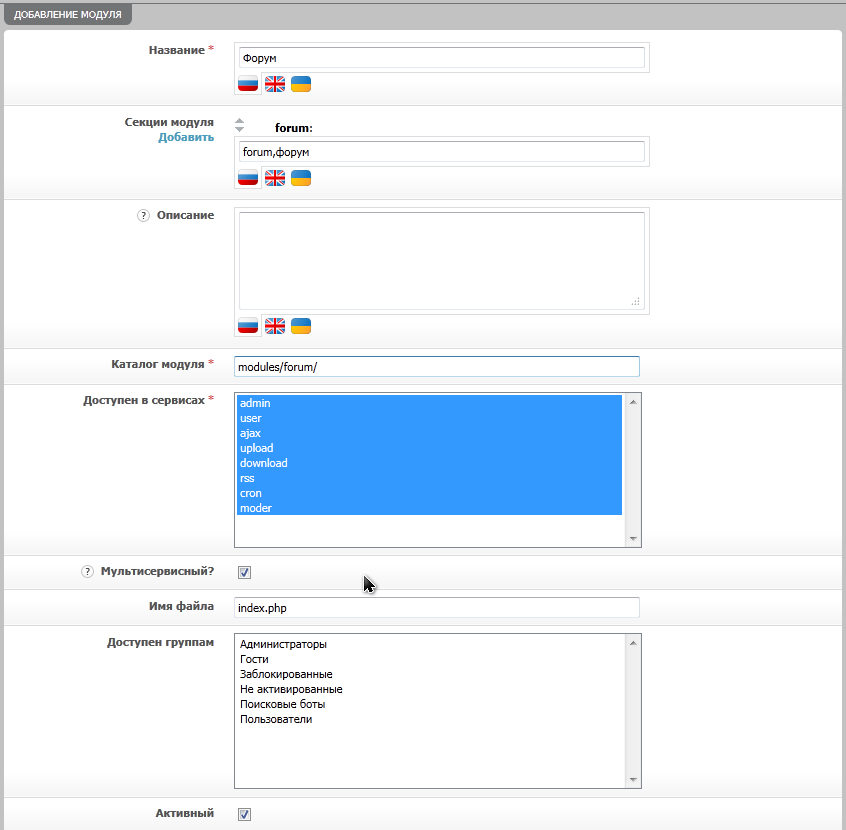 ДОБАВЛЕНИЕ МОДУЛЯ
Название *
Форум
Секции модуля
Добавить
forum:
forum,форум
? Описание
Каталог модуля *
modules/forum/
Доступен в сервисах *
admin
user
ajax
upload
download
rss
cron
moder
? Мультисервисный?
Имя файла
index.php
Доступен группам
Администраторы
Гости
Заблокированные
Не активированные
Поисковые боты
Пользователи
Активный